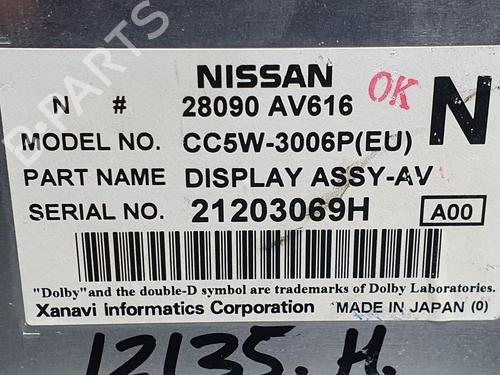 NISSAN
N # 28090 AV616 OK N
MODEL NO. CC5W-3006P(EU)
PART NAME DISPLAY ASSY-AV
SERIAL NO. 21203069H A00
"Dolby"and the double-D symbol are trademarks of Dolby Laboratories.
Xanavi Informatics Corporation MADE IN JAPAN (0)
12135.H.
B-PARTS